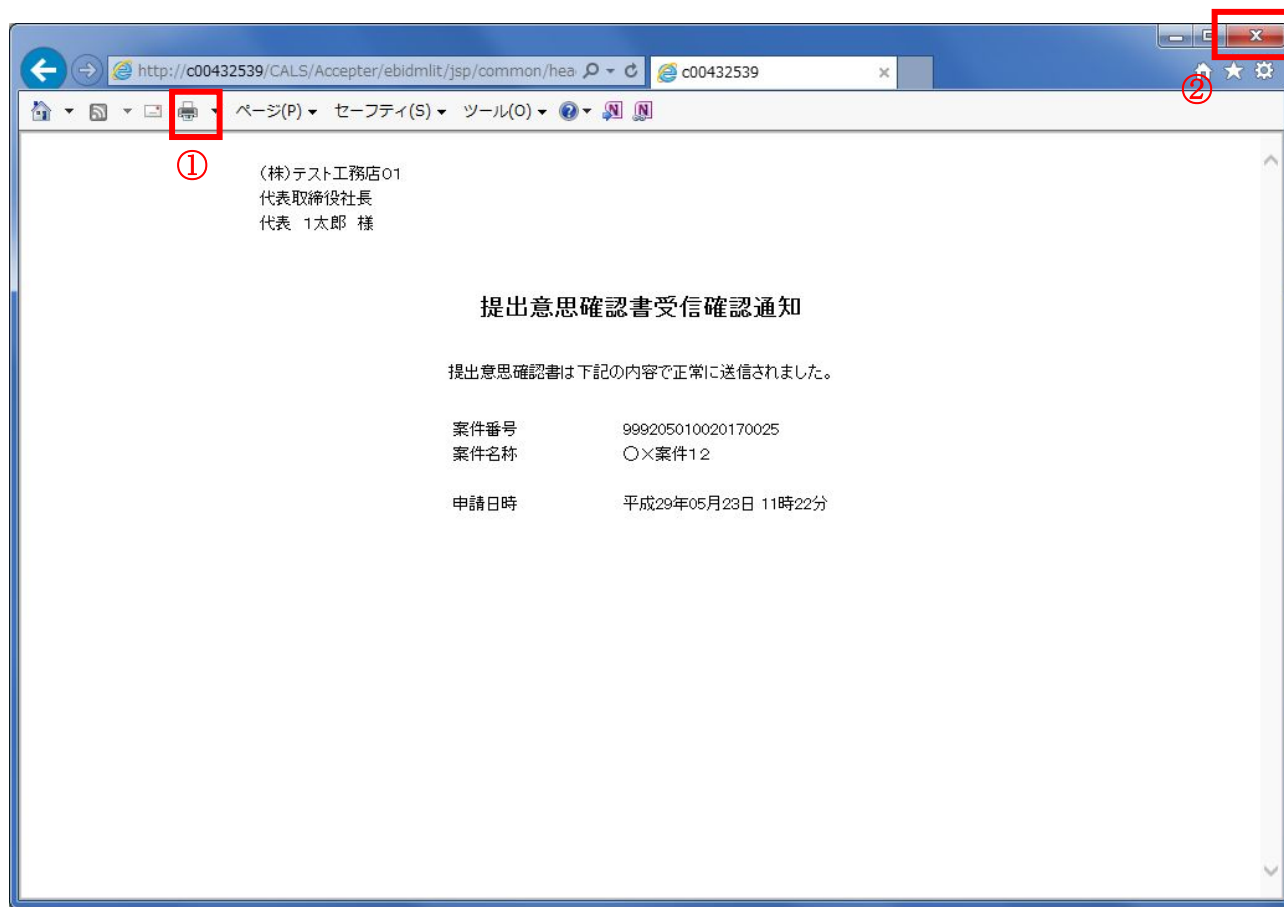 http://c00432539/CALS/Accepter/ebidmlit/jsp/common/hea
c00432539
②
ページ(P) セーフティ(S) ツール(O)
①
(株)テスト工務店01
代表取締役社長
代表 1太郎 様
提出意思確認書受信確認通知
提出意思確認書は下記の内容で正常に送信されました。
案件番号 999205010020170025
案件名称 〇×案件12
申請日時 平成29年05月23日 11時22分